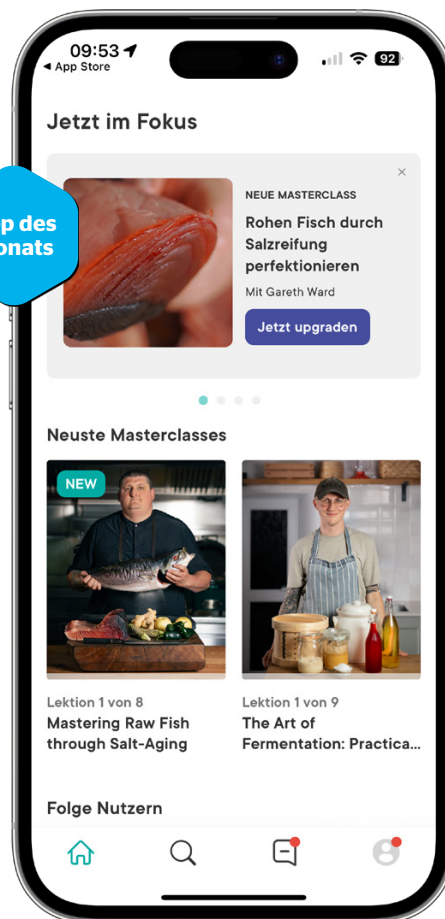 09:53
App Store
92
Jetzt im Fokus
NEUE MASTERCLASS
Rohen Fisch durch
Salzreifung
perfektionieren
Mit Gareth Ward
Jetzt upgraden
p des
onats
Neuste Masterclasses
NEW
Lektion 1 von 8
Mastering Raw Fish
through Salt-Aging
Lektion 1 von 9
The Art of
Fermentation: Practica...
Folge Nutzern